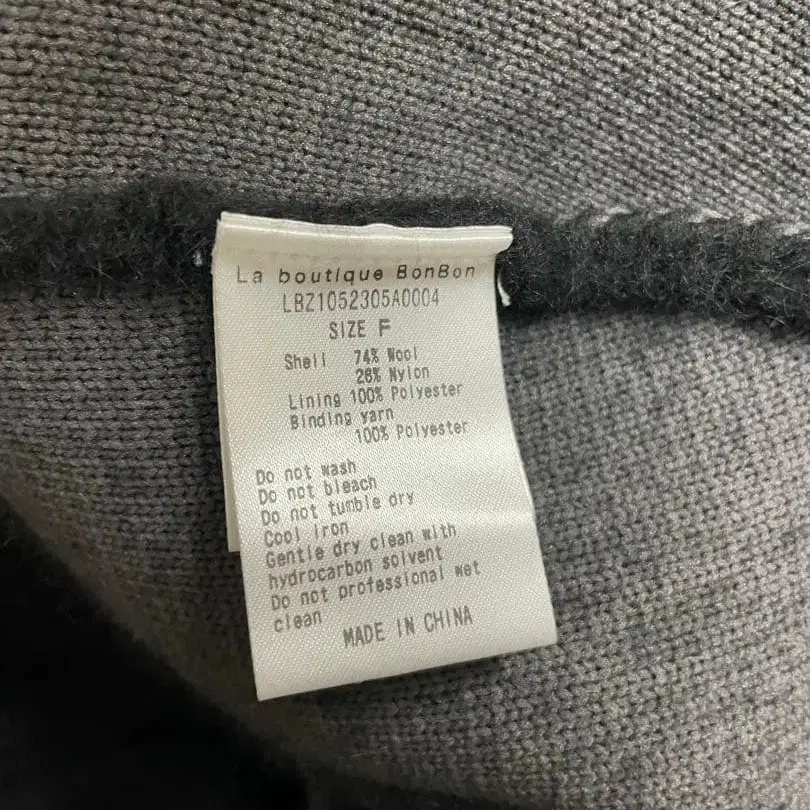 La boutique BonBon
LBZ1052305A0004
SIZE F
Shell 74% Wool
26% Nylon
Lining 100% Polyester
Binding yarn
100% Polyester
Do not wash
Do not bleach
Do not tumble dry
Cool iron
Gentle dry clean with
hydrocarbon solvent
Do not professional wet
clean
MADE IN CHINA